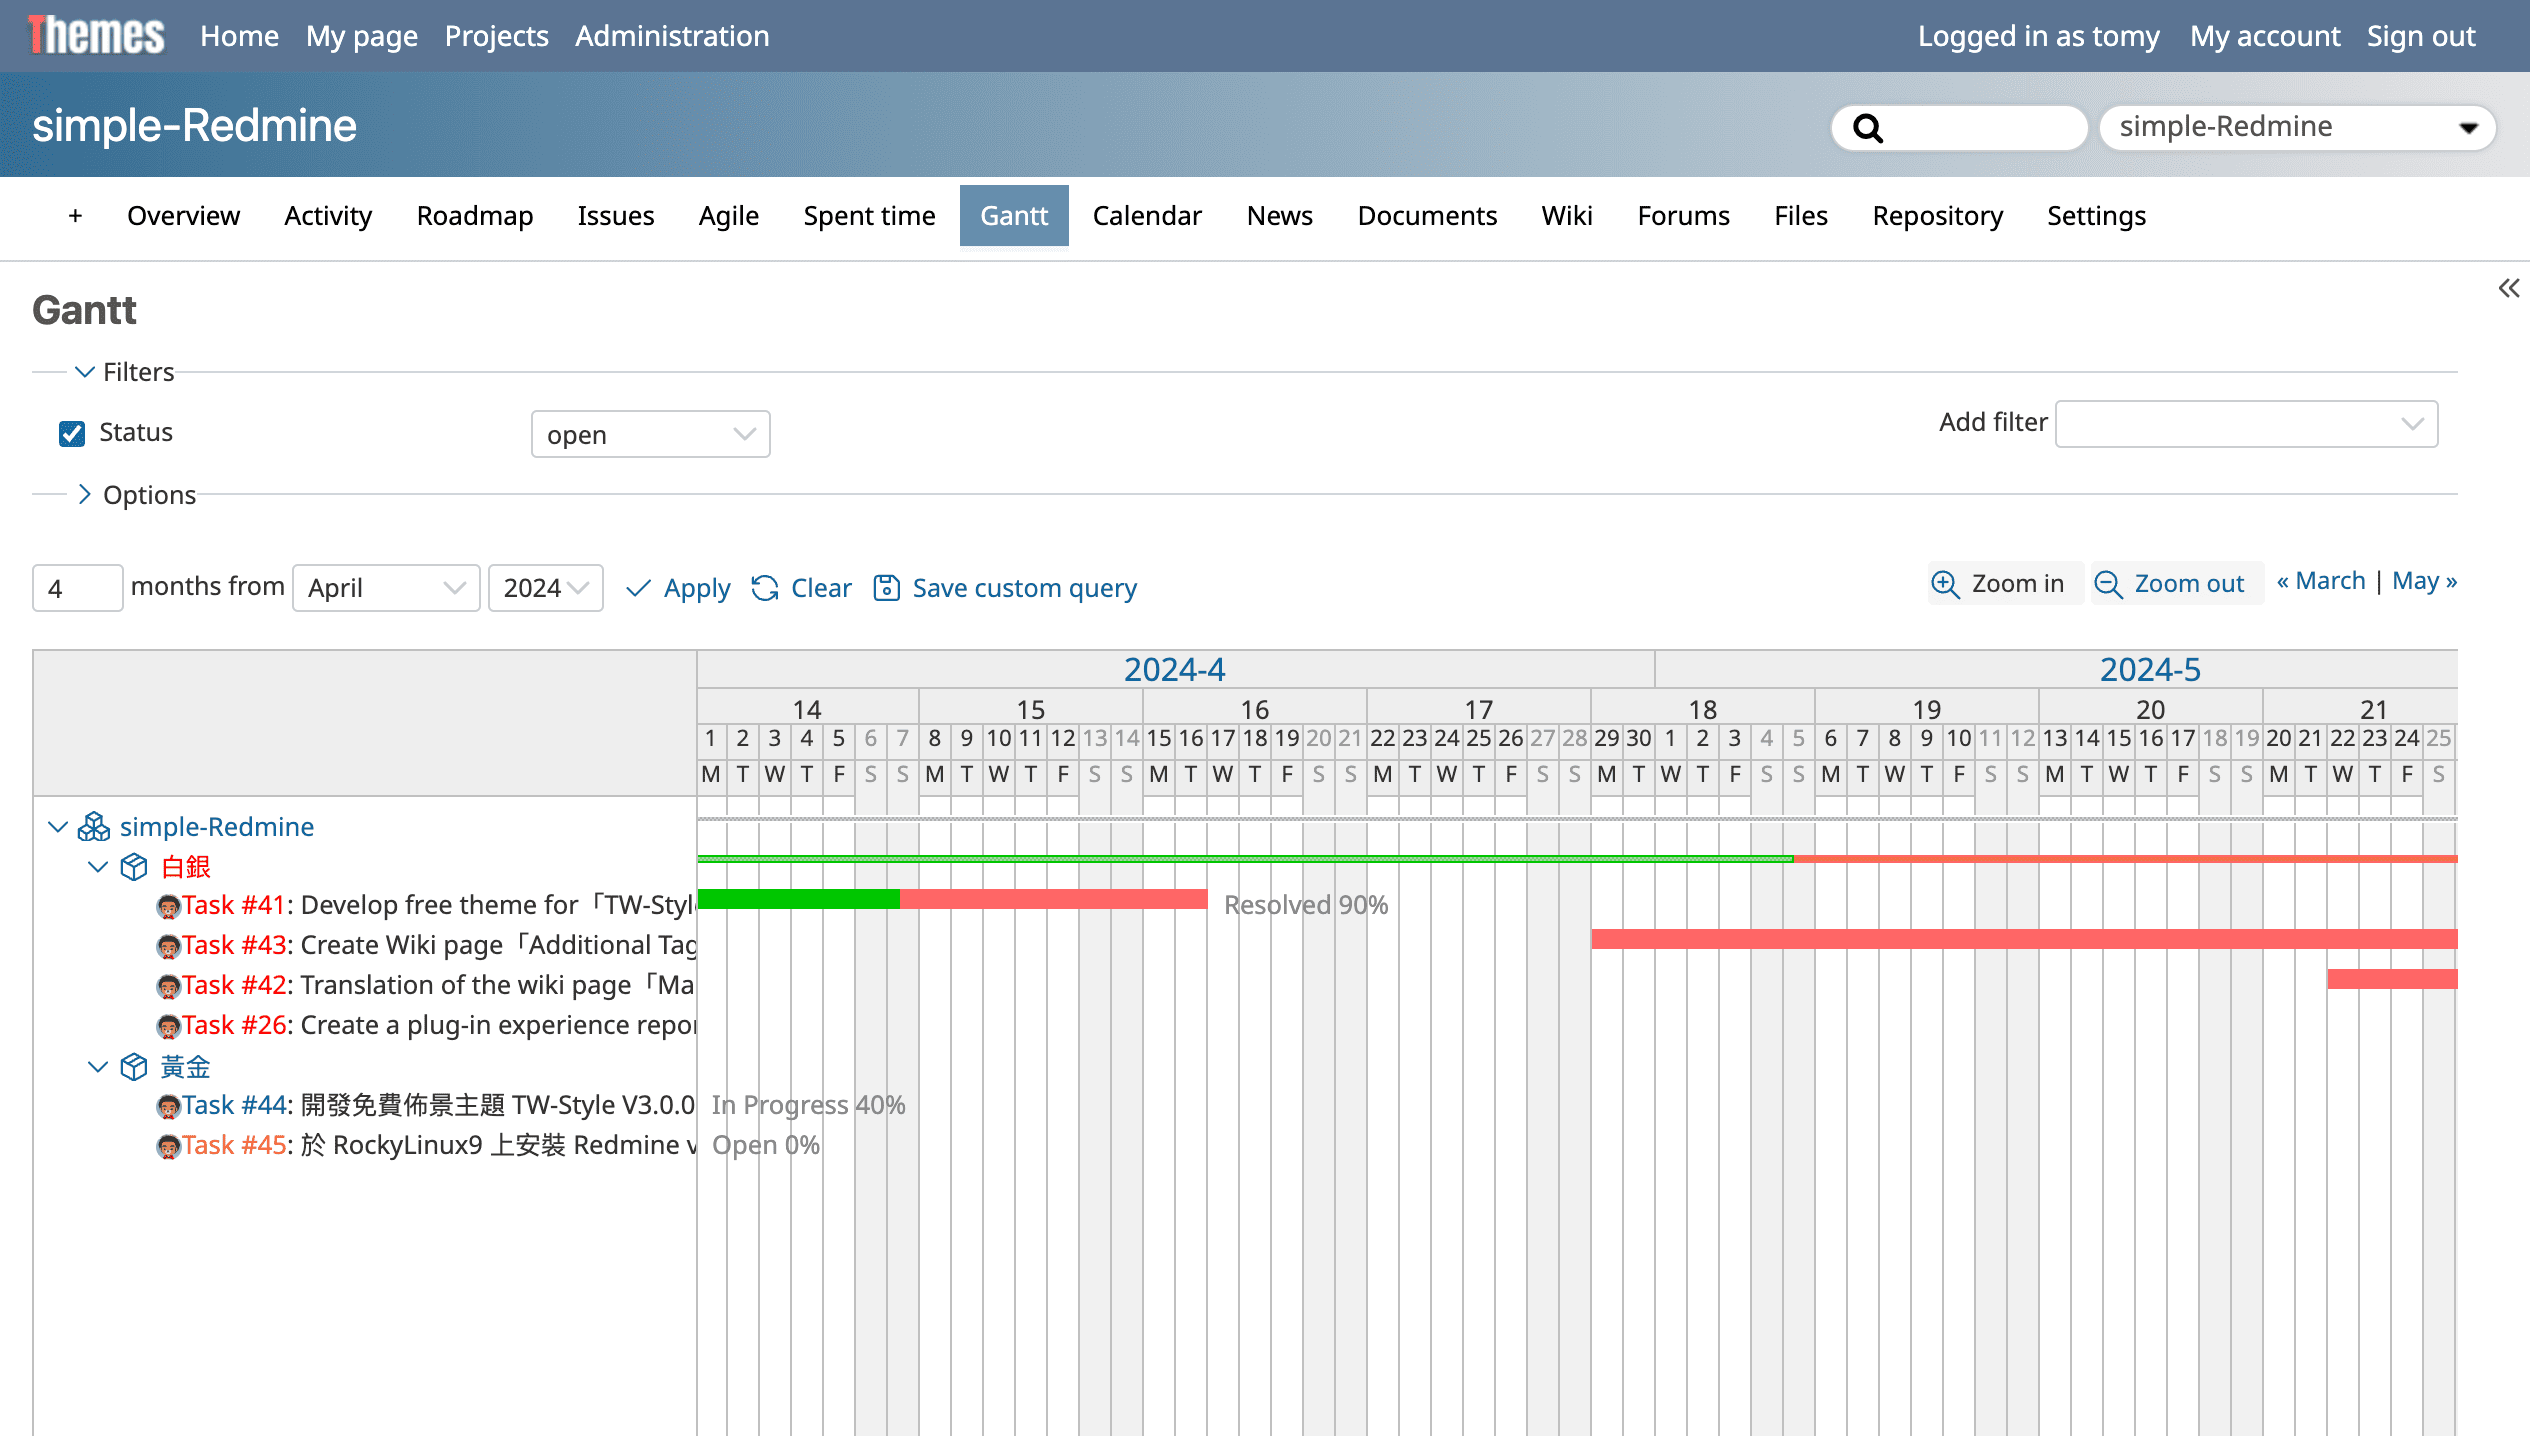 Themes Home My page Projects Administration Logged in as tomy My account Sign out
simple-Redmine simple-Redmine
+ Overview Activity Roadmap Issues Agile Spent time Gantt Calendar News Documents Wiki Forums Files Repository Settings
«
Gantt
Filters
Status open Add filter
Options
4 months from April 2024 Apply Clear Save custom query Zoom in Zoom out « March | May »
2024-4 2024-5
14 15 16 17 18 19 20 21
1 2 3 4 5 6 7 8 9 10 11 12 13 14 15 16 17 18 19 20 21 22 23 24 25 26 27 28 29 30 1 2 3 4 5 6 7 8 9 10 11 12 13 14 15 16 17 18 19 20 21 22 23 24 25
M T W T F S S M T W T F S S M T W T F S S M T W T F S S M T W T F S S M T W T F S S M T W T F S S M T W T F S
simple-Redmine
白銀
Task #41: Develop free theme for「TW-Style Resolved 90%
Task #43: Create Wiki page「Additional Tag
Task #42: Translation of the wiki page「Ma
Task #26: Create a plug-in experience repor
黃金
Task #44: 開發免費佈景主題 TW-Style V3.0.0 In Progress 40%
Task #45: 於 RockyLinux9 上安裝 Redmine v Open 0%